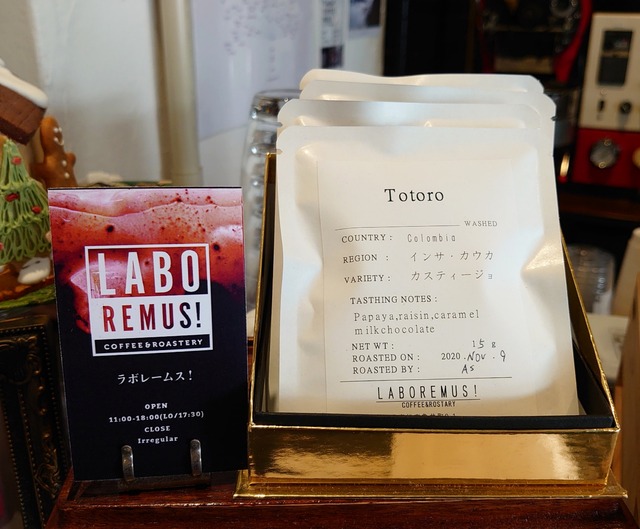 LABO
REMUS!
COFFEE&ROASTERY
ラボレームス！
OPEN
11:00-18:00(LO/17:30)
CLOSE
Irregular
Totoro
WASHED
COUNTRY : Colombia
REGION : インサ・カウカ
VARIETY : カスティージョ
TASTHING NOTES :
Papaya,raisin,caramel
milkchocolate
NET WT : 15 g
ROASTED ON : 2020.Nov.9
ROASTED BY : As
LABOREMUS!
COFFEE&ROSTARY